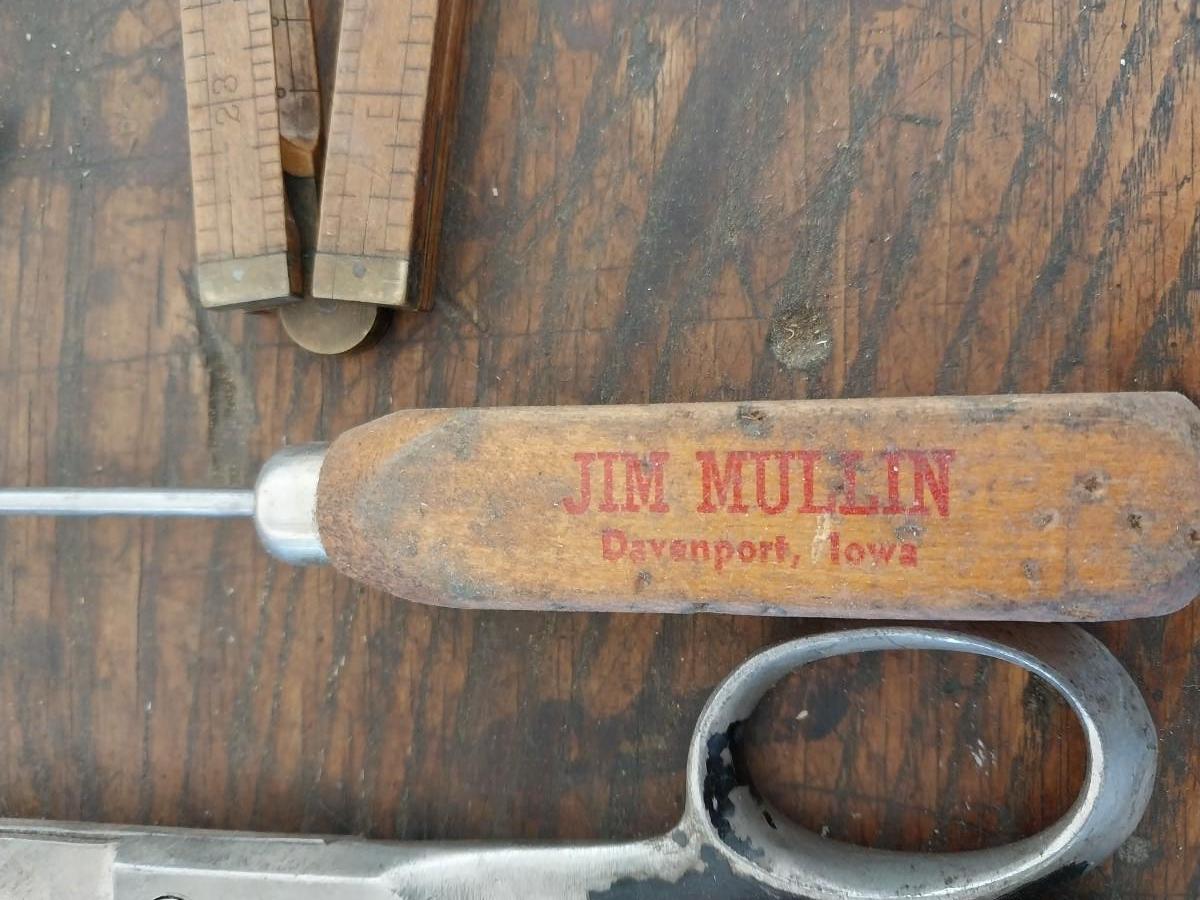 23
JIM MULLIN
Davenport, Iowa